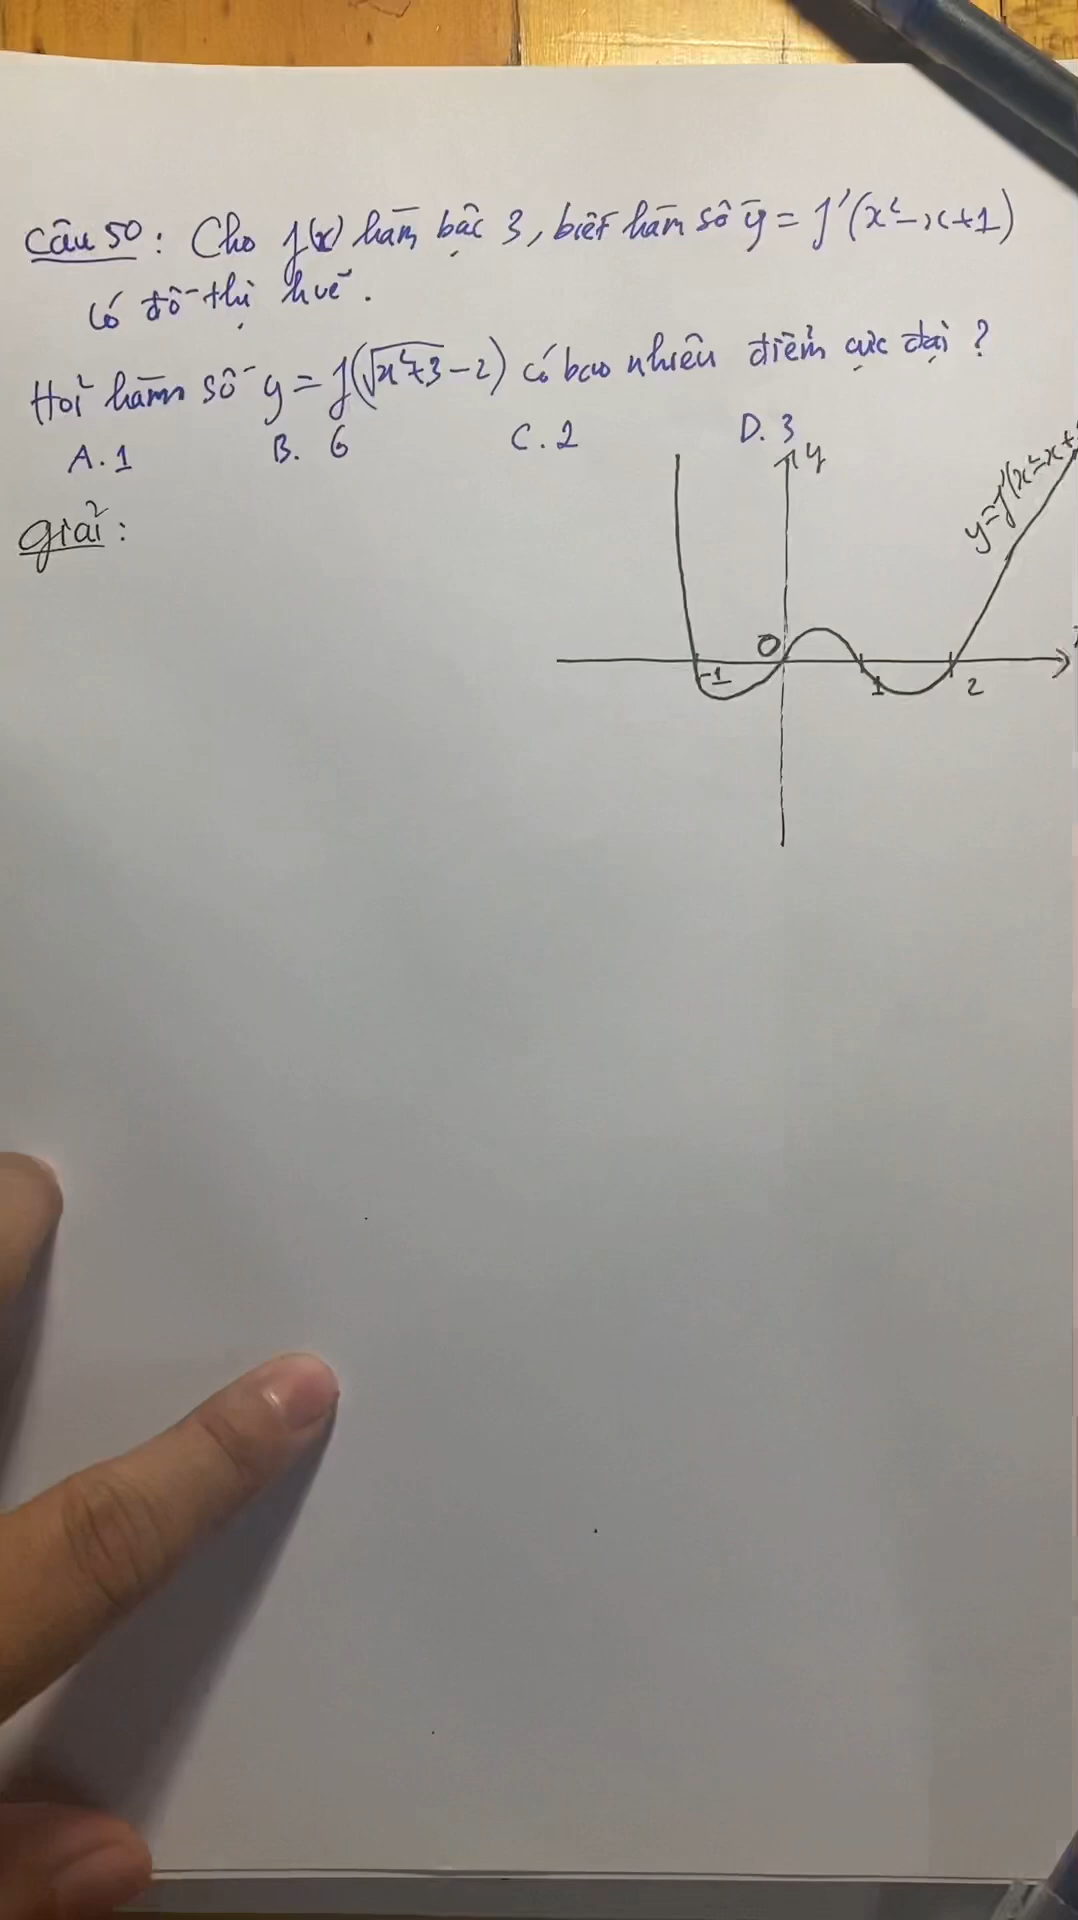 Câu 50: Cho f(x) hàm bậc 3, biết hàm số y = f'(x²-x+1)
có đồ thị hvẽ.
Hỏi hàm số y = f(√x²+3 - 2) có bao nhiêu điểm cực đại ?
A. 1 B. 6 C. 2 D. 3
y
Giải:
y=f'(x²-x+
O
-1 1 2